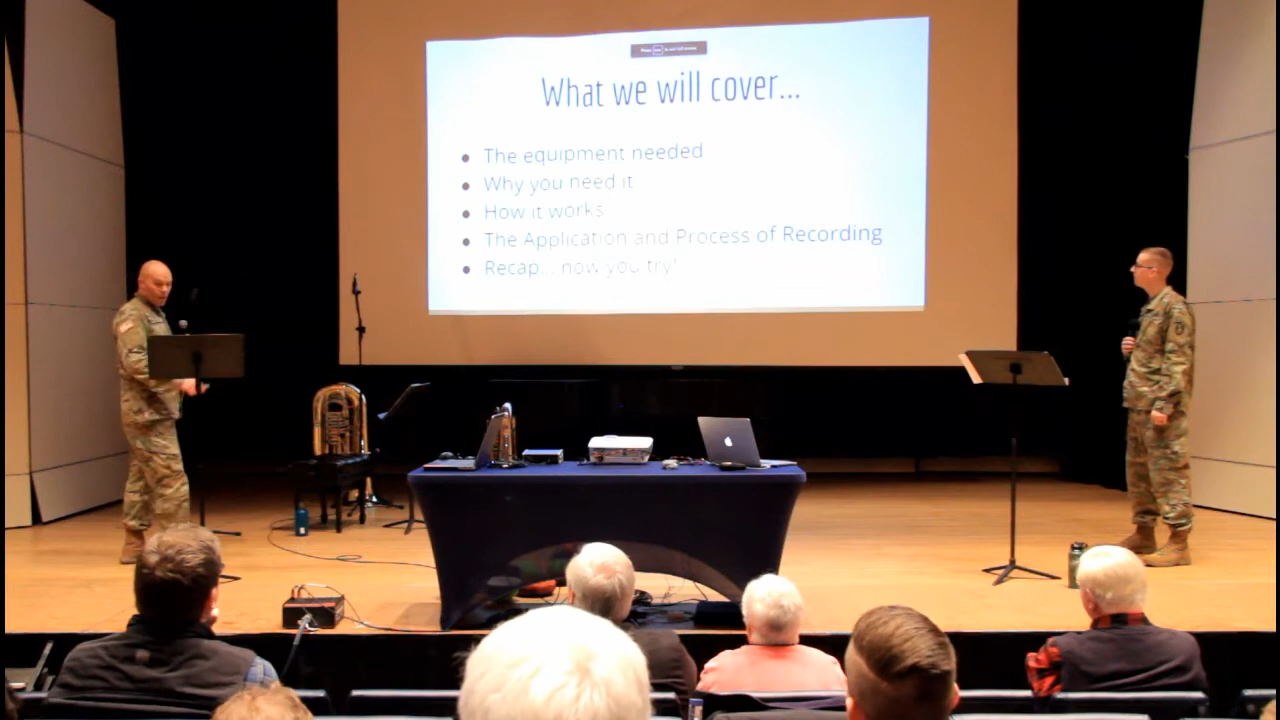 What we will cover...
The equipment needed
Why you need it
How it works
The Application and Process of Recording
Recap... now you try!